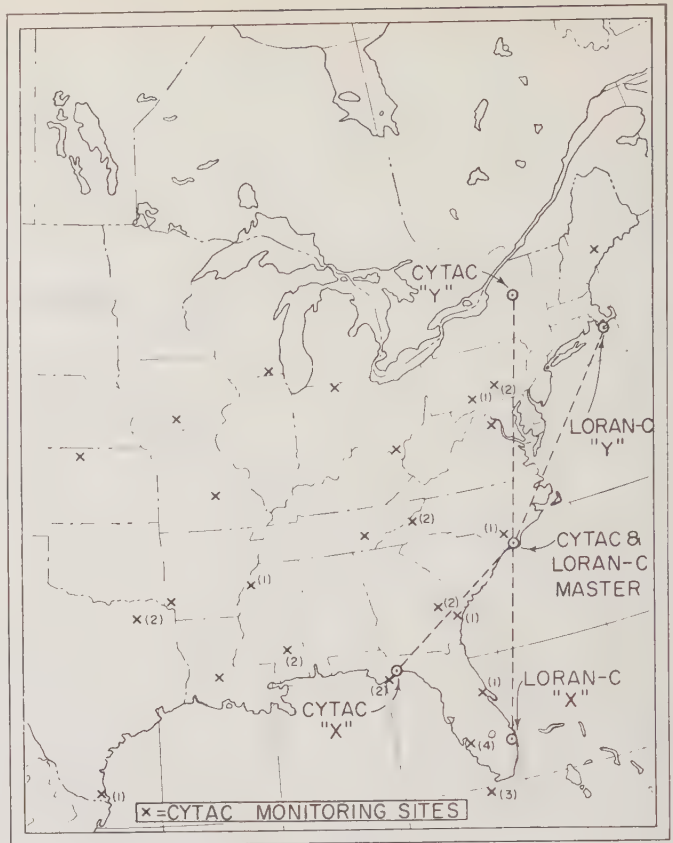 CYTAC
"Y"
LORAN-C
"Y"
(2)
(1)
(2)
(1)
CYTAC &
LORAN-C
MASTER
(1)
(2)
(2)
(1)
(2)
(2)
CYTAC
"X"
(1)
LORAN-C
"X"
(4)
(1)
(3)
×=CYTAC MONITORING SITES